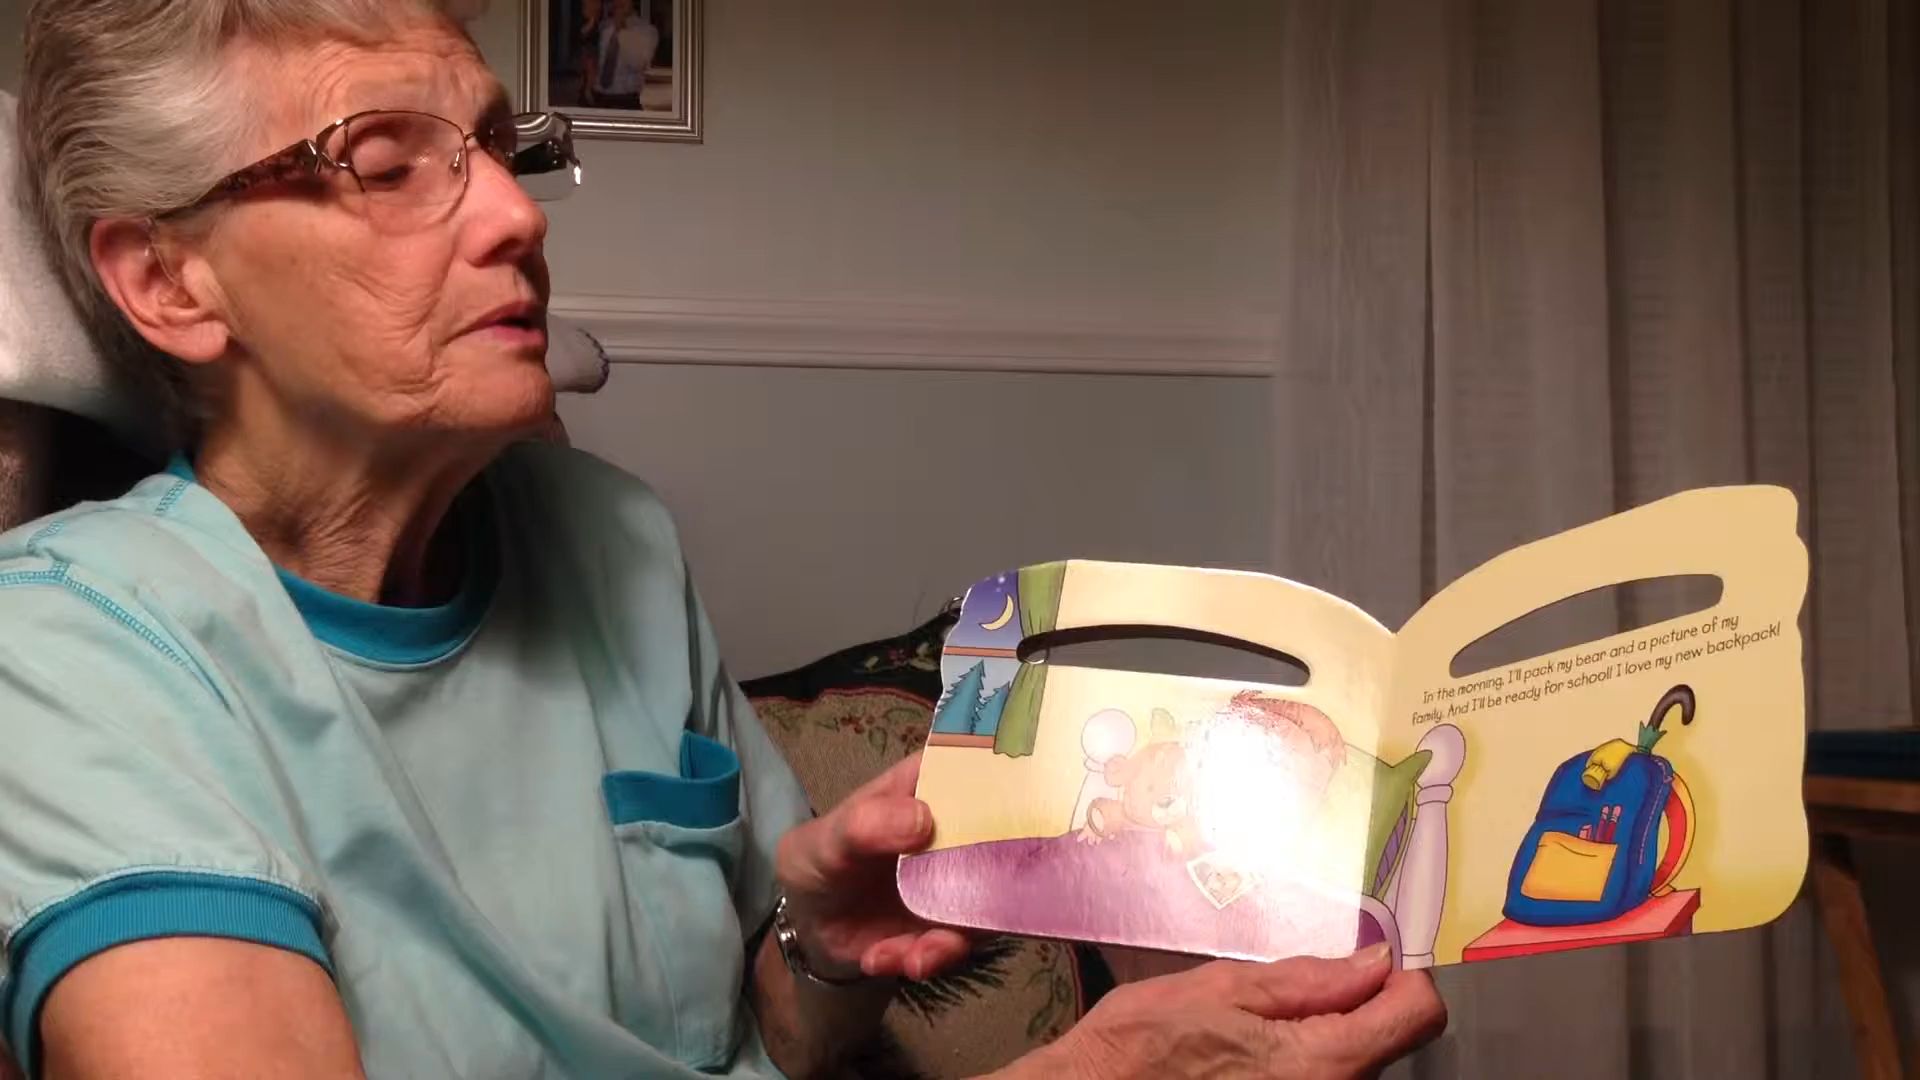 In the morning, I'll pack my bear and a picture of my
family. And I'll be ready for school! I love my new backpack!